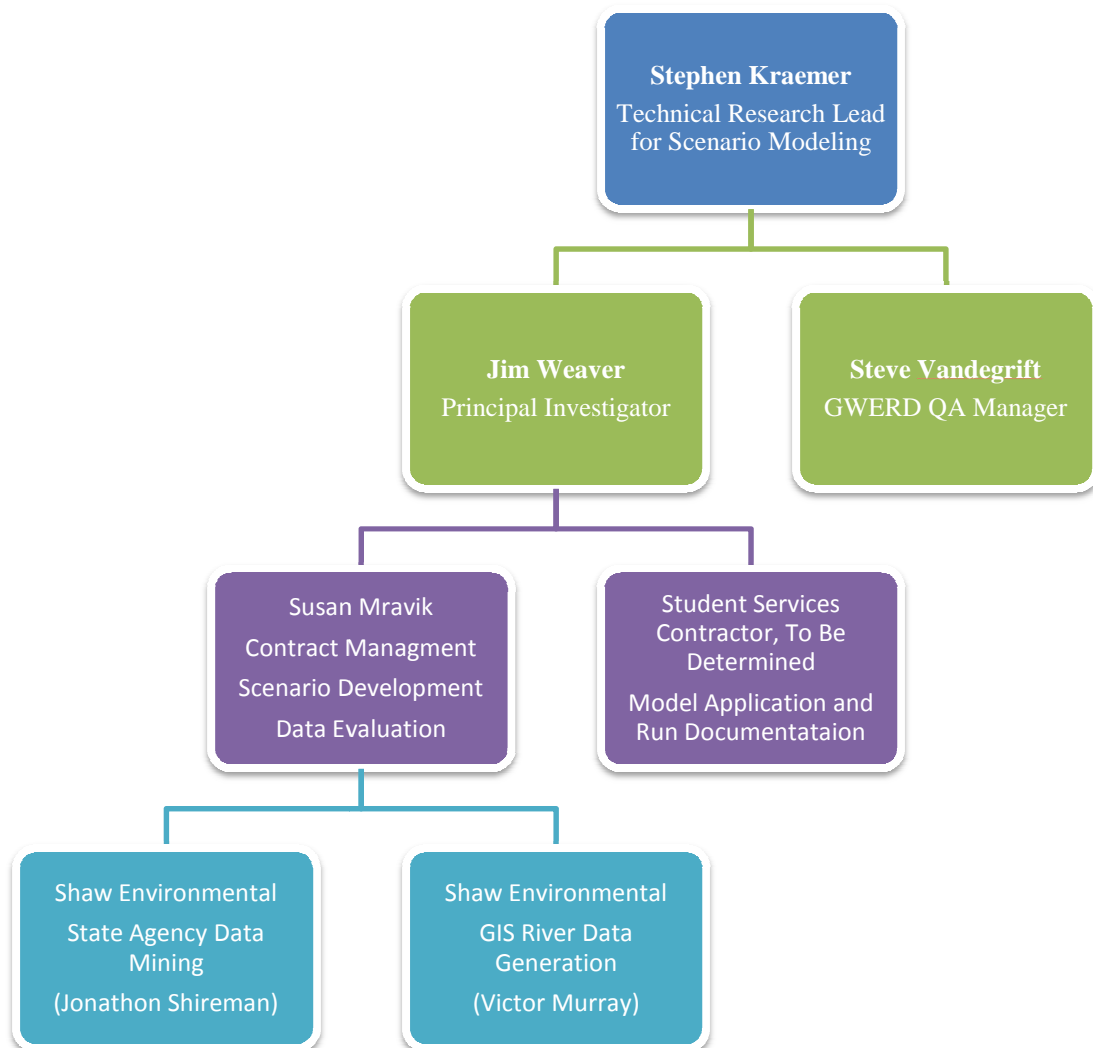 Stephen Kraemer
Technical Research Lead
for Scenario Modeling
Jim Weaver
Principal Investigator
Steve Vandegrift
GWERD QA Manager
Susan Mravik
Contract Managment
Scenario Development
Data Evaluation
Student Services
Contractor, To Be
Determined
Model Application and
Run Documentataion
Shaw Environmental
State Agency Data
Mining
(Jonathon Shireman)
Shaw Environmental
GIS River Data
Generation
(Victor Murray)